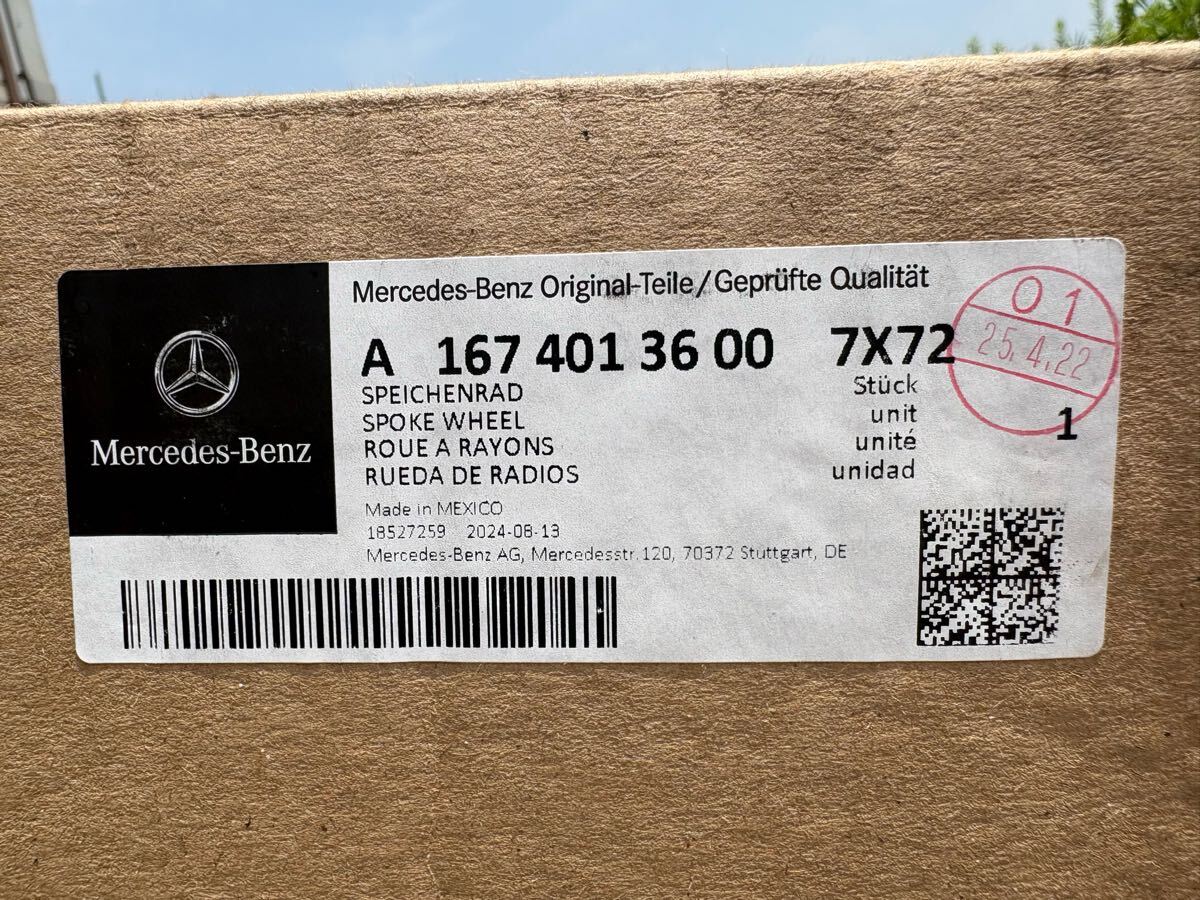 Mercedes-Benz
Mercedes-Benz Original-Teile/Geprüfte Qualität
A 167 401 36 00 7X72
SPEICHENRAD Stück
SPOKE WHEEL unit 1
ROUE A RAYONS unité
RUEDA DE RADIOS unidad
Made in MEXICO
18527259 2024-08-13
Mercedes-Benz AG, Mercedesstr.120, 70372 Stuttgart, DE
01
25.4.22